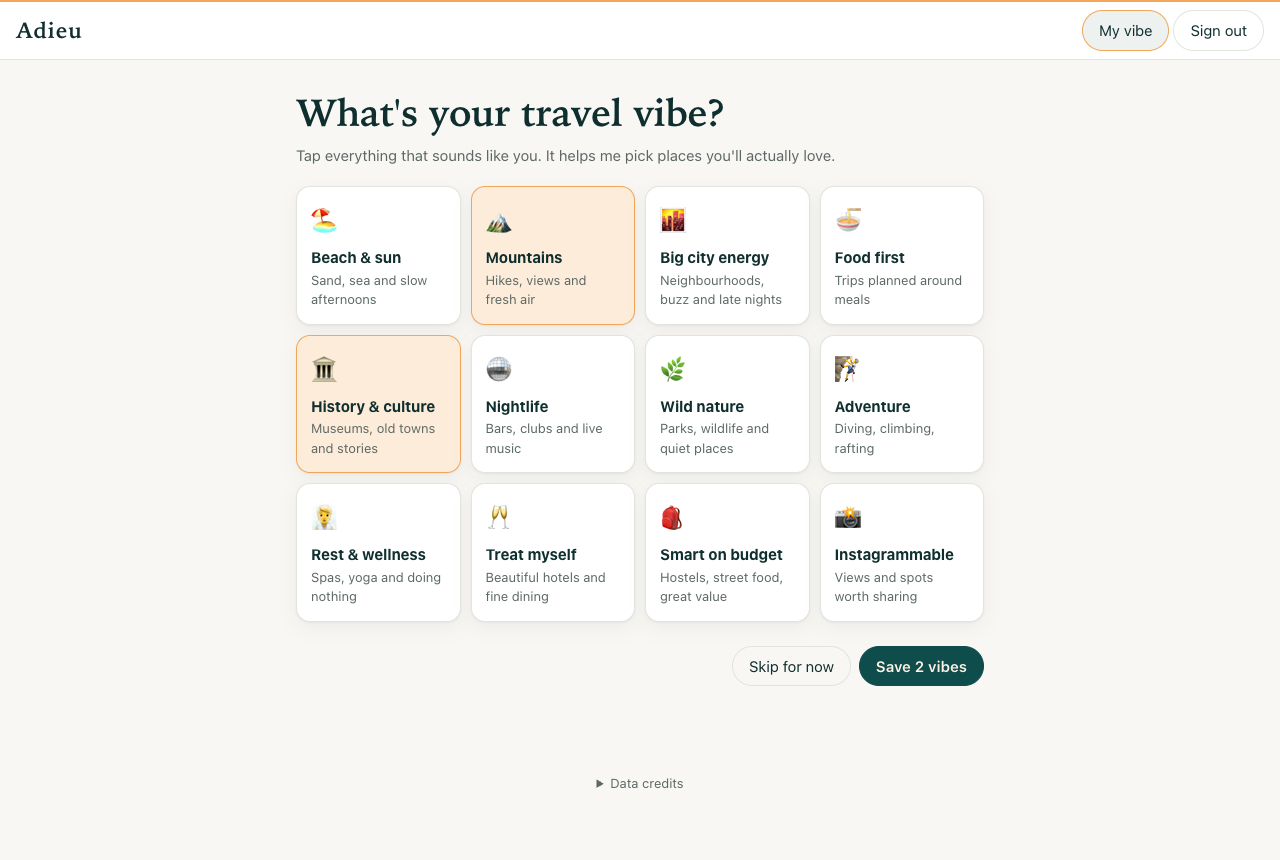 Adieu
My vibe
Sign out
What's your travel vibe?
Tap everything that sounds like you. It helps me pick places you'll actually love.
Beach & sun
Sand, sea and slow
afternoons
Mountains
Hikes, views and
fresh air
Big city energy
Neighbourhoods,
buzz and late nights
Food first
Trips planned around
meals
History & culture
Museums, old towns
and stories
Nightlife
Bars, clubs and live
music
Wild nature
Parks, wildlife and
quiet places
Adventure
Diving, climbing,
rafting
Rest & wellness
Spas, yoga and doing
nothing
Treat myself
Beautiful hotels and
fine dining
Smart on budget
Hostels, street food,
great value
Instagrammable
Views and spots
worth sharing
Skip for now
Save 2 vibes
Data credits